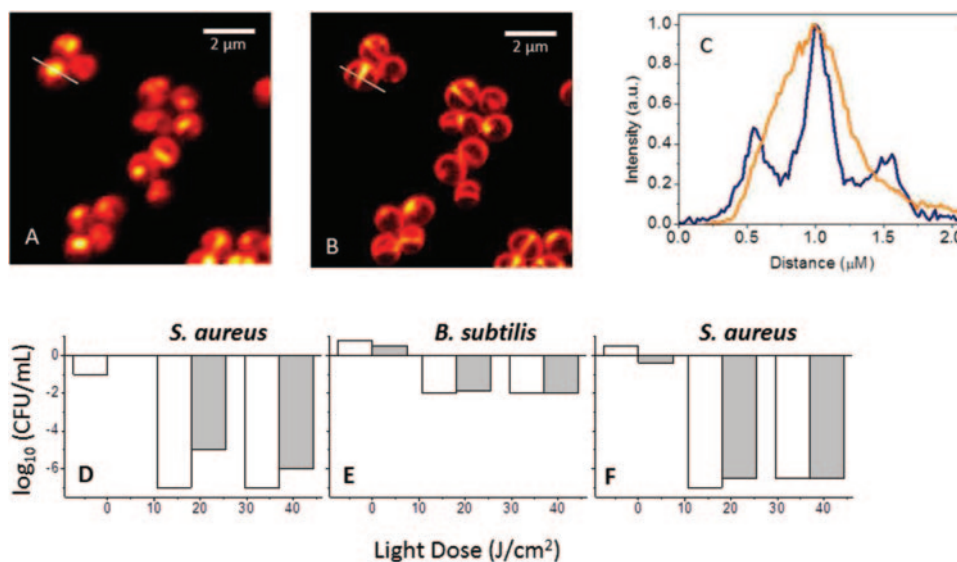 2 µm
A
2 µm
B
C
Intensity (a.u.)
1.0
0.8
0.6
0.4
0.2
0.0
0.0 0.5 1.0 1.5 2.0
Distance (µM)
S. aureus
B. subtilis
S. aureus
log₁₀ (CFU/mL)
0
-2
-4
-6
D
E
F
0 10 20 30 40
0 10 20 30 40
0 10 20 30 40
Light Dose (J/cm²)